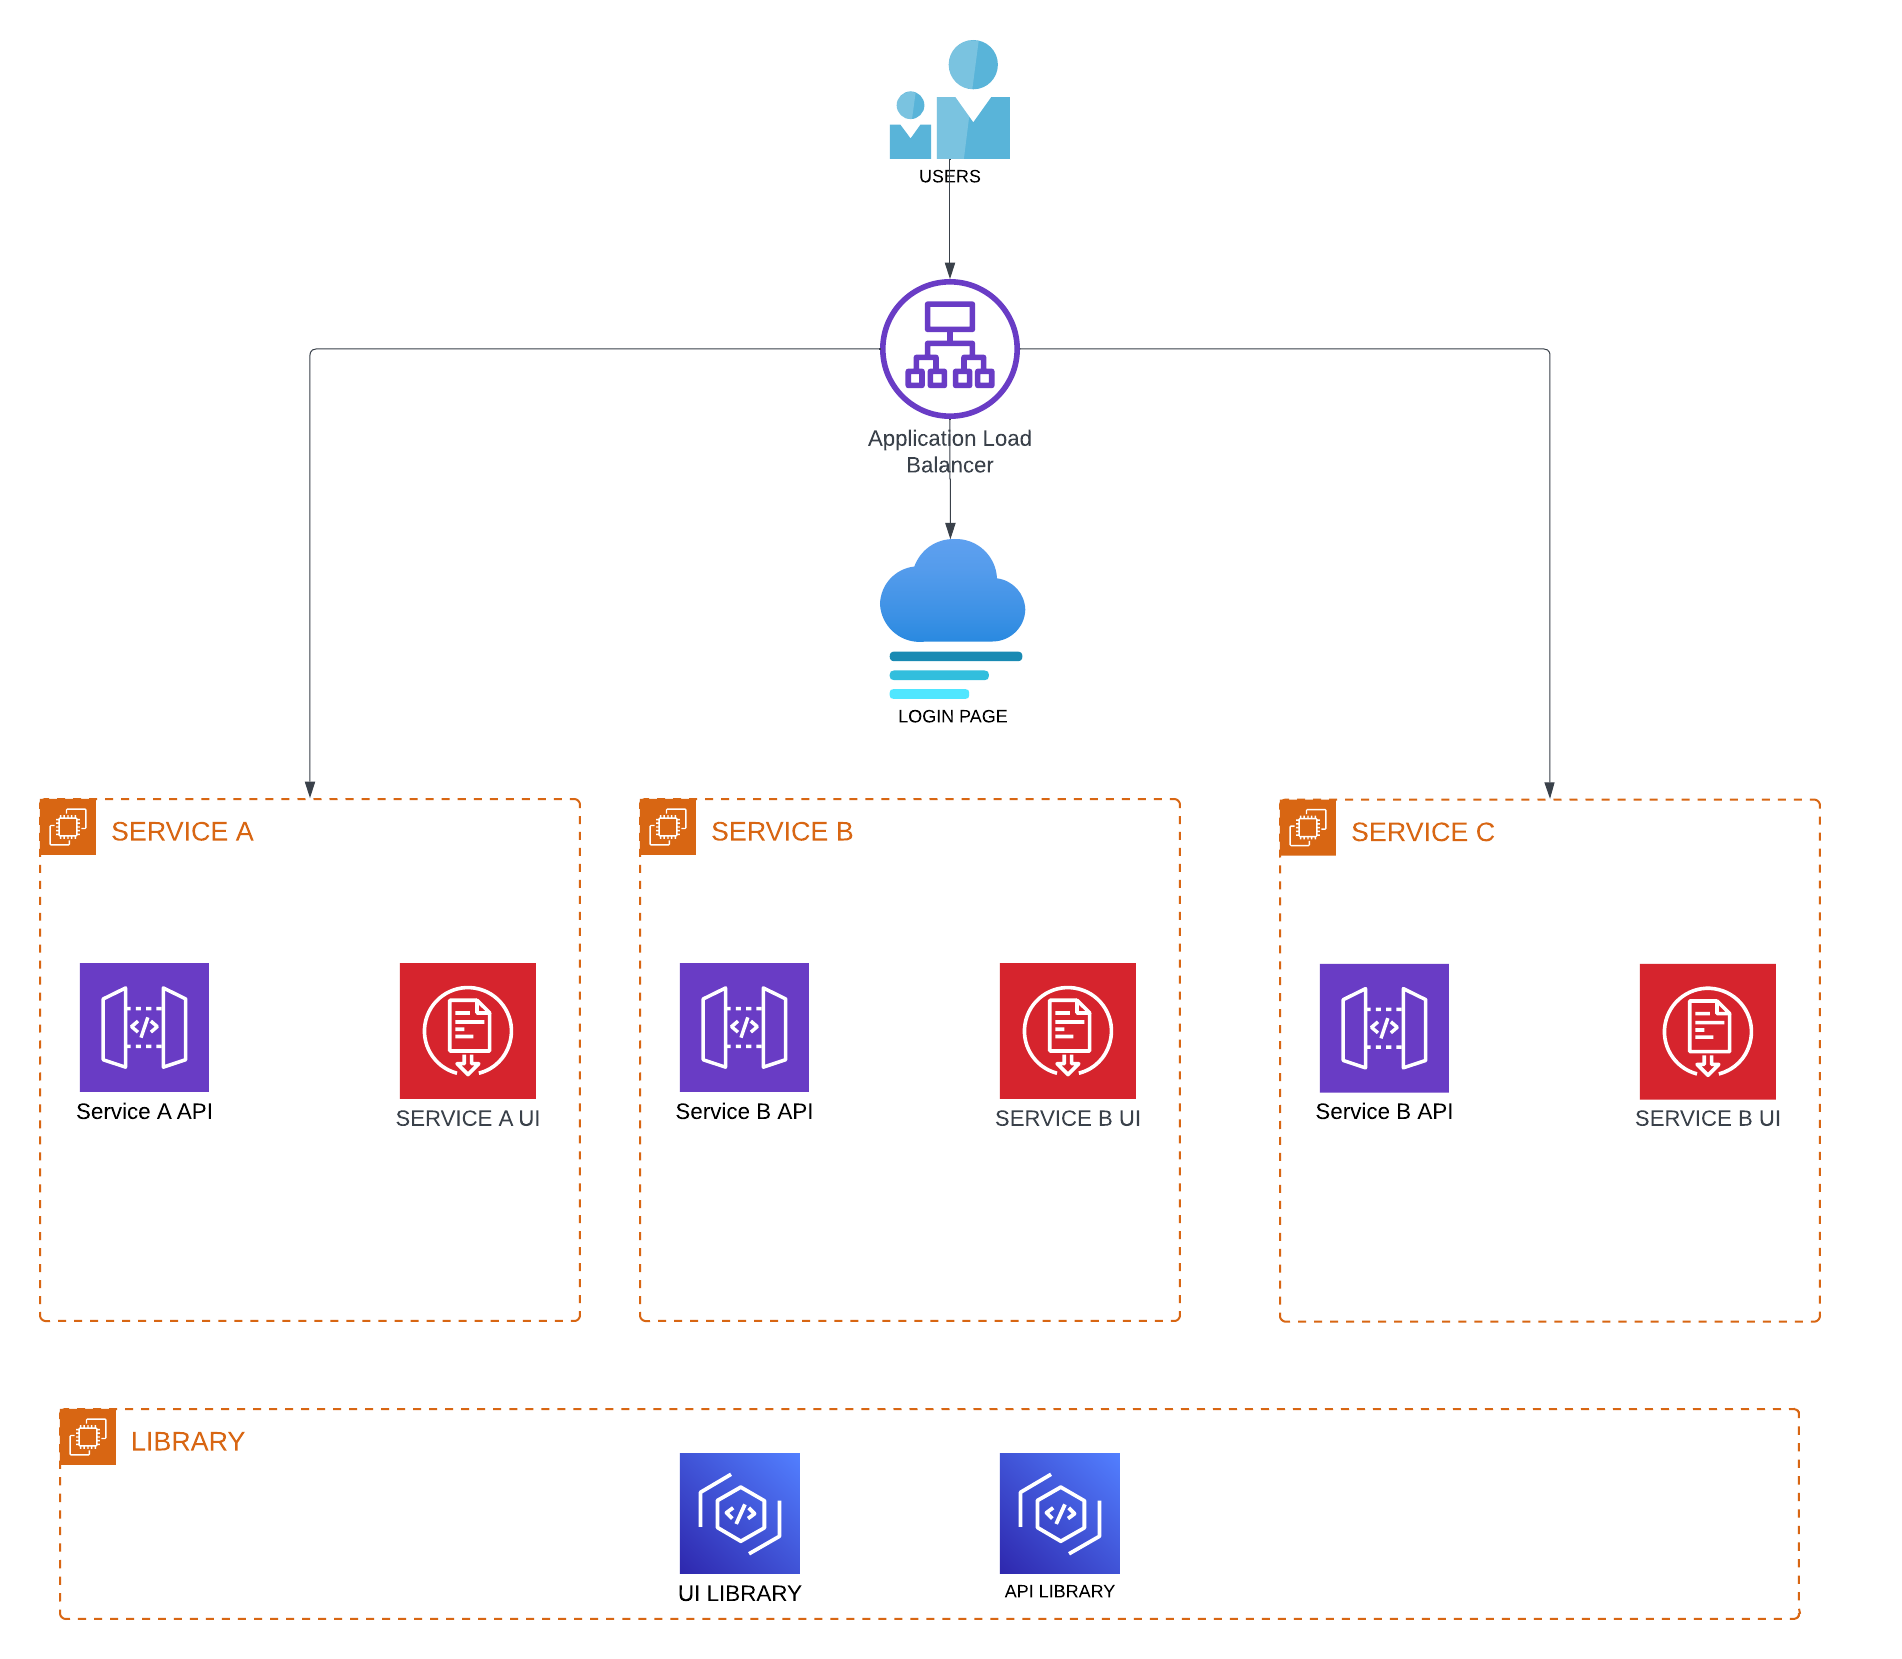 USERS
Application Load
Balancer
LOGIN PAGE
SERVICE A
SERVICE B
SERVICE C
Service A API
SERVICE A UI
Service B API
SERVICE B UI
Service B API
SERVICE B UI
LIBRARY
UI LIBRARY
API LIBRARY